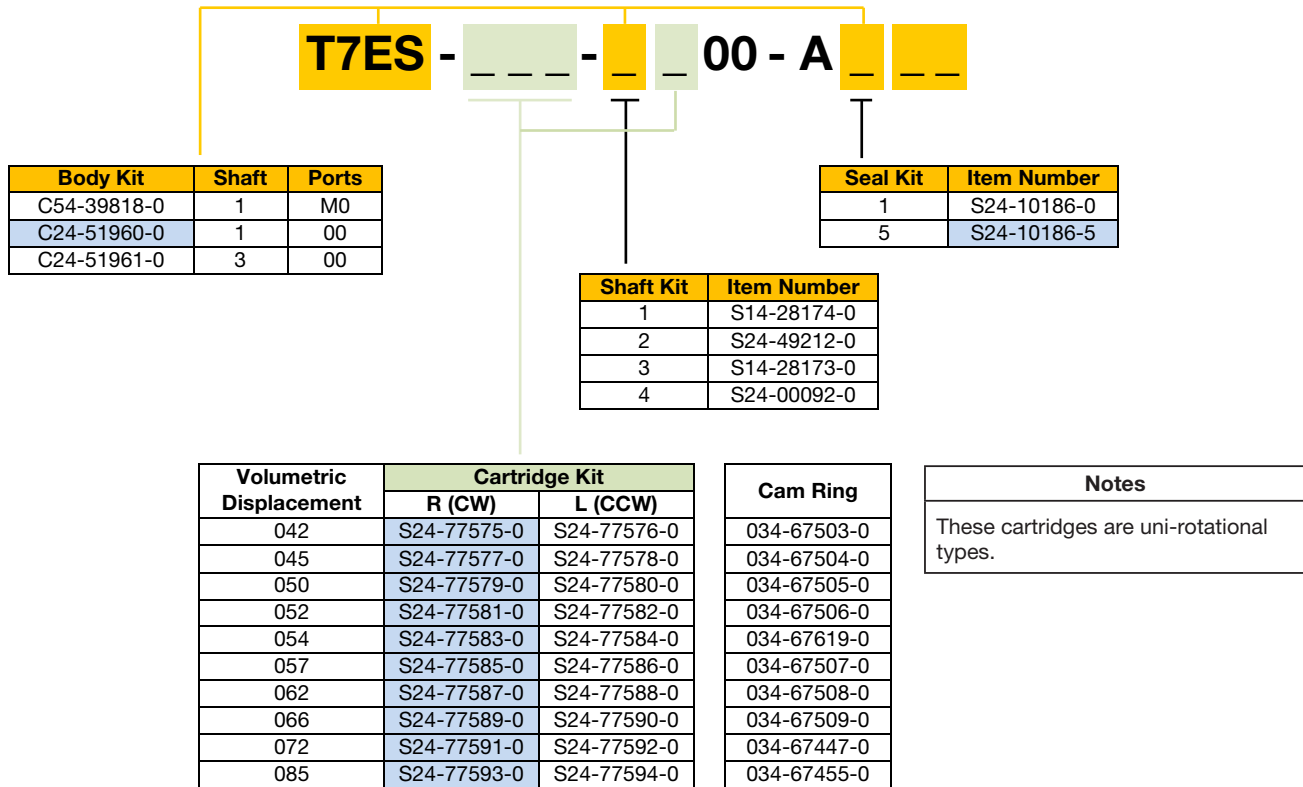 T7ES - _ _ _ - _ _ 00 - A _ _ _
Body Kit Shaft Ports
C54-39818-0 1 M0
C24-51960-0 1 00
C24-51961-0 3 00
Seal Kit Item Number
1 S24-10186-0
5 S24-10186-5
Shaft Kit Item Number
1 S14-28174-0
2 S24-49212-0
3 S14-28173-0
4 S24-00092-0
Volumetric
Displacement
Cartridge Kit
R (CW) L (CCW)
Cam Ring
042 S24-77575-0 S24-77576-0 034-67503-0
045 S24-77577-0 S24-77578-0 034-67504-0
050 S24-77579-0 S24-77580-0 034-67505-0
052 S24-77581-0 S24-77582-0 034-67506-0
054 S24-77583-0 S24-77584-0 034-67619-0
057 S24-77585-0 S24-77586-0 034-67507-0
062 S24-77587-0 S24-77588-0 034-67508-0
066 S24-77589-0 S24-77590-0 034-67509-0
072 S24-77591-0 S24-77592-0 034-67447-0
085 S24-77593-0 S24-77594-0 034-67455-0
Notes
These cartridges are uni-rotational
types.